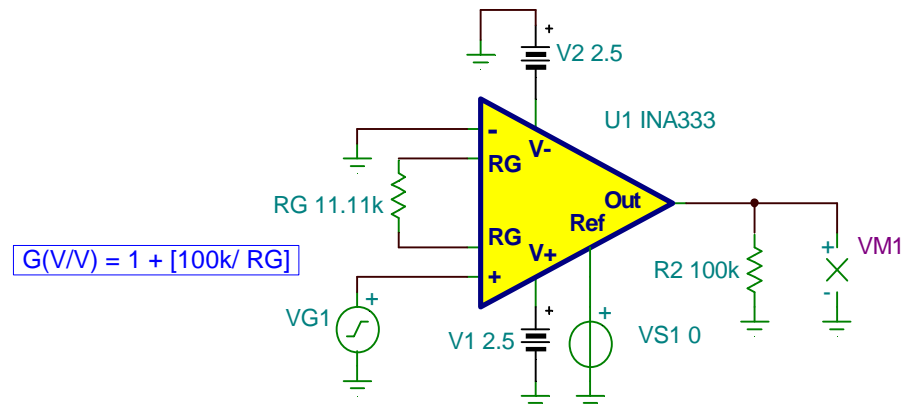 +
V2 2.5
U1 INA333
-
V-
RG
RG 11.11k
Out
Ref
RG
V+
+
G(V/V) = 1 + [100k/ RG]
+
VG1
+
V1 2.5
+
VS1 0
R2 100k
+
-
VM1